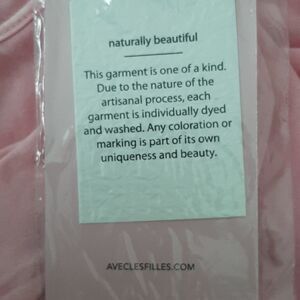 naturally beautiful
This garment is one of a kind.
Due to the nature of the
artisanal process, each
garment is individually dyed
and washed. Any coloration or
marking is part of its own
uniqueness and beauty.
AVECLESFILLES.COM